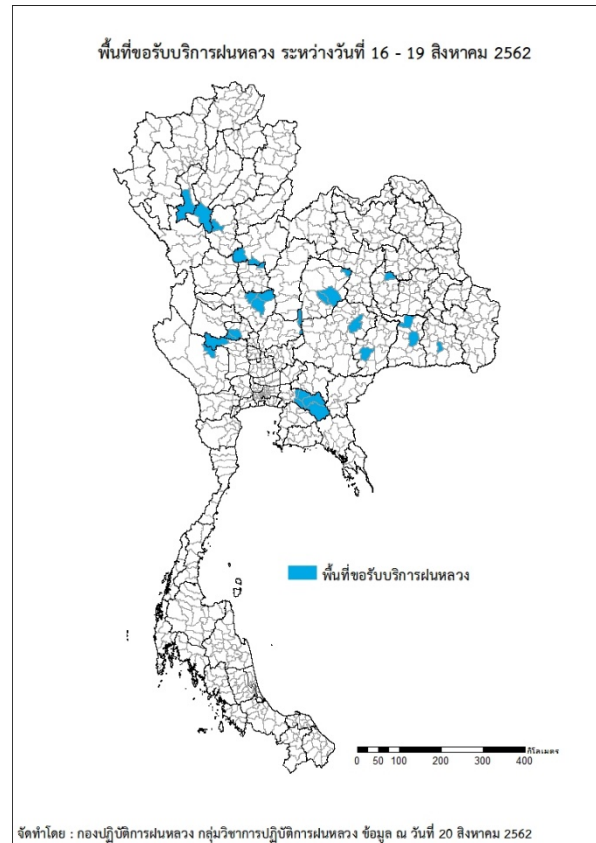 พื้นที่ขอรับบริการฝนหลวง ระหว่างวันที่ 16 - 19 สิงหาคม 2562
พื้นที่ขอรับบริการฝนหลวง
กิโลเมตร
0 50 100 200 300 400
จัดทำโดย : กองปฏิบัติการฝนหลวง กลุ่มวิชาการปฏิบัติการฝนหลวง ข้อมูล ณ วันที่ 20 สิงหาคม 2562